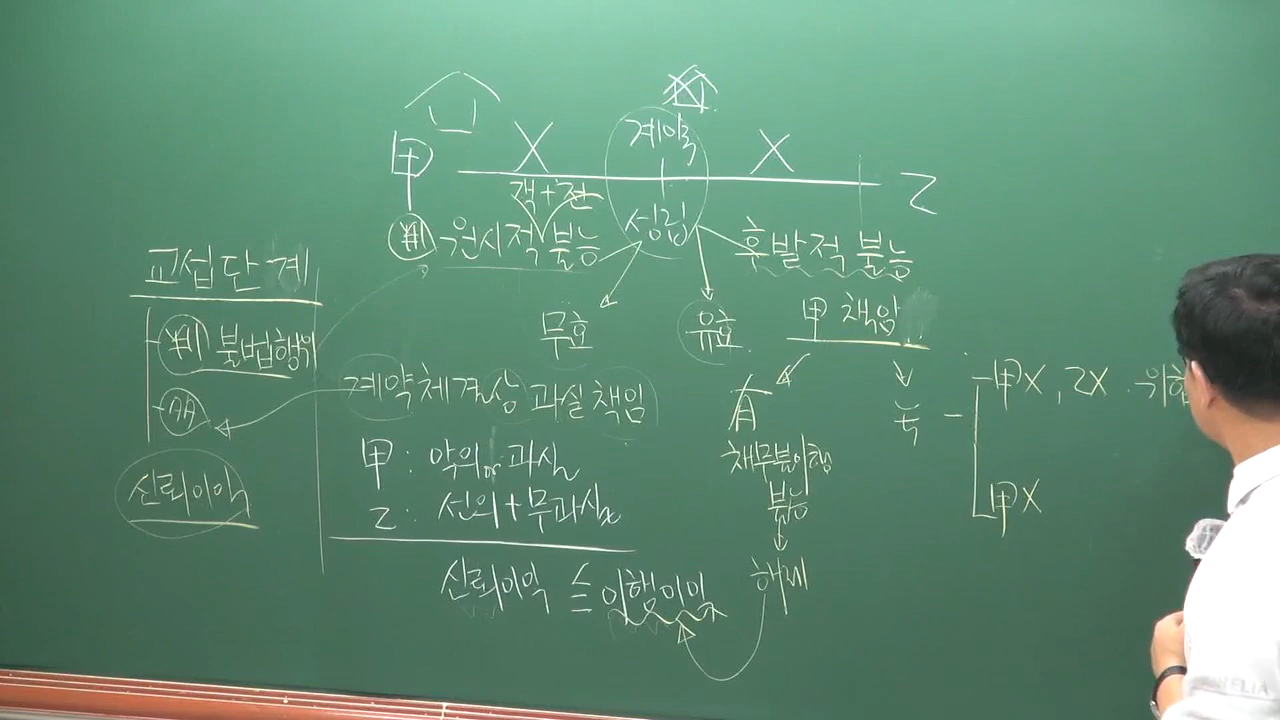 계약
甲 X X 乙
객+전
원시적 불능 성립 후발적 불능
교섭단계
무효 유효 甲 책임
불법행위
계약체결상 과실책임 有 甲X, 乙X 위험
신뢰이익 甲: 악의or과실 채무불이행
乙: 선의+무과실 불능 甲X
신뢰이익 ≤ 이행이익 해제